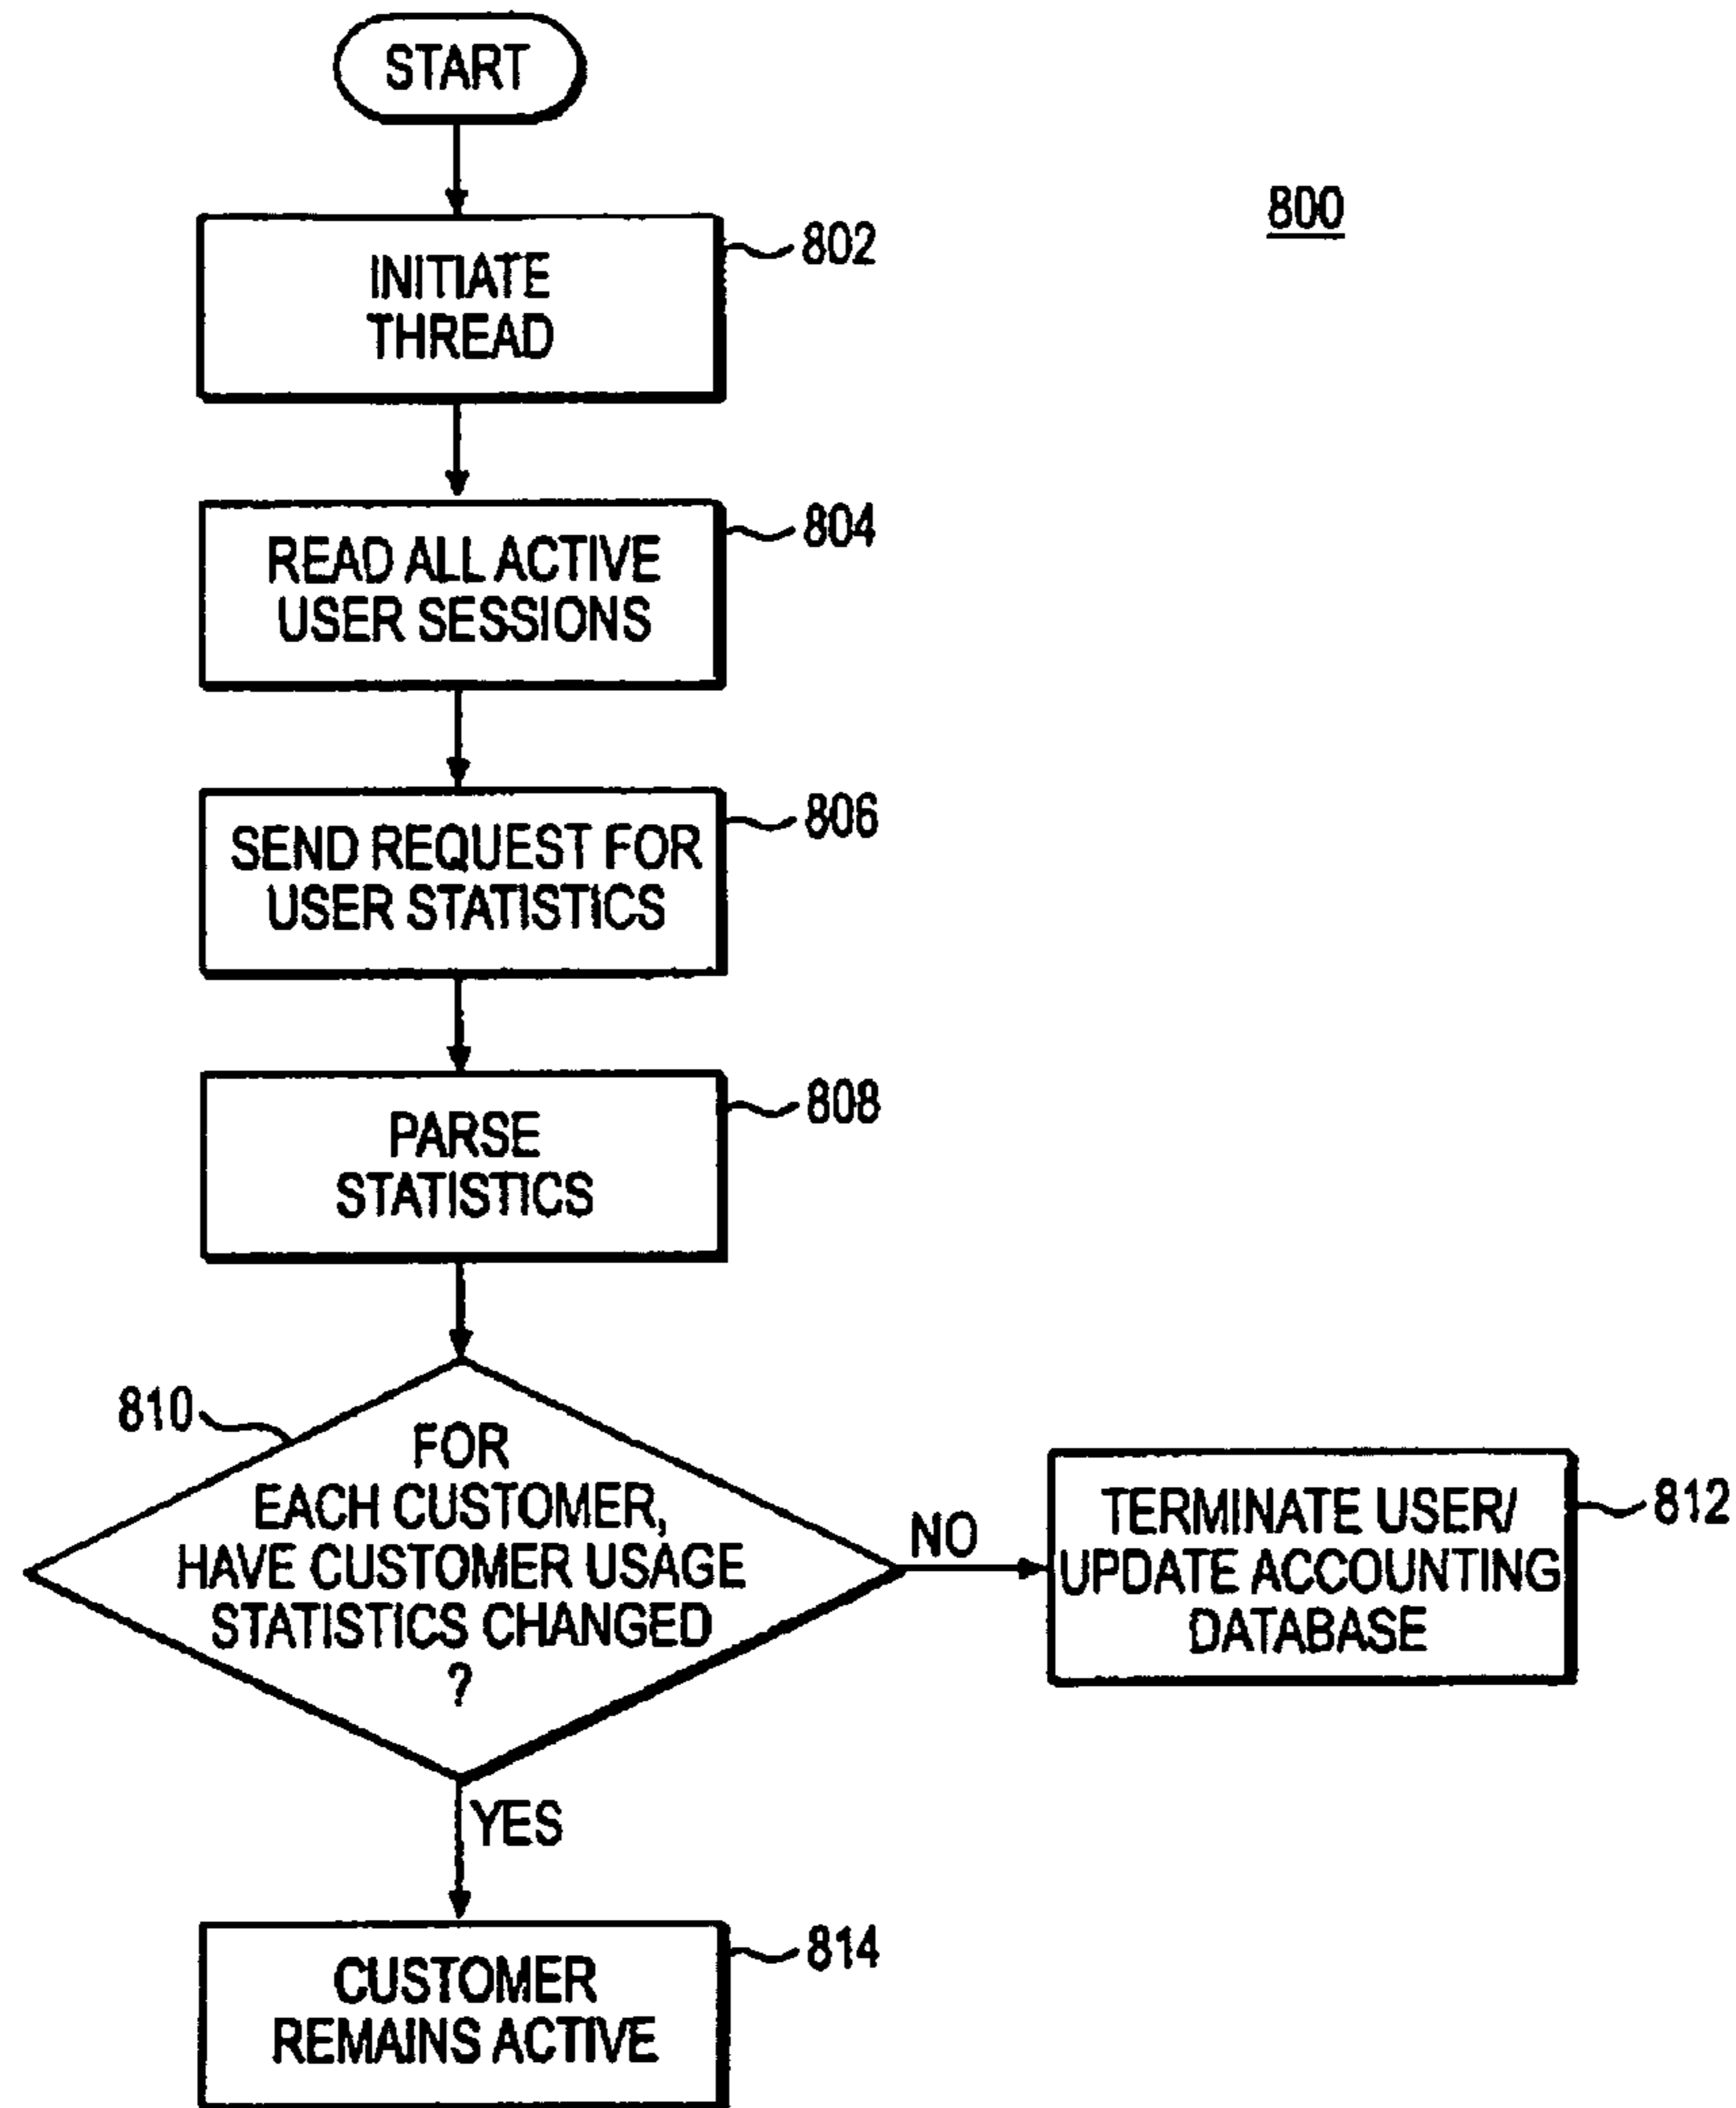 START
800
INITIATE
THREAD
802
READ ALL ACTIVE
USER SESSIONS
804
SEND REQUEST FOR
USER STATISTICS
806
PARSE
STATISTICS
808
810
FOR
EACH CUSTOMER,
HAVE CUSTOMER USAGE
STATISTICS CHANGED
?
NO
TERMINATE USER/
UPDATE ACCOUNTING
DATABASE
812
YES
CUSTOMER
REMAINS ACTIVE
814